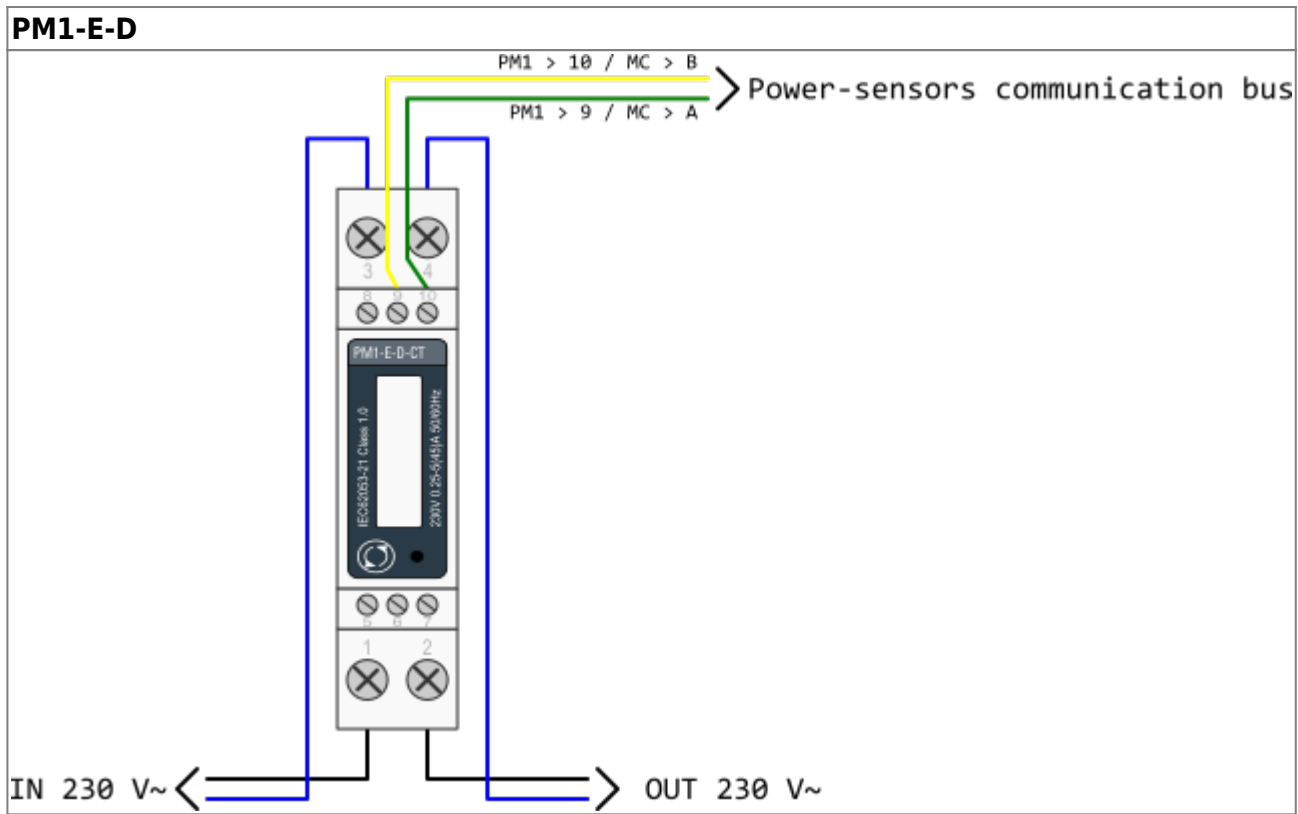 PM1-E-D
PM1 > 10 / MC > B
Power-sensors communication bus
PM1 > 9 / MC > A
3 4
8 9 10
PM1-E-D-CT
IEC62053-21 Class 1.0
230V 0.25-5(45)A 50/60Hz
5 6 7
1 2
IN 230 V~
OUT 230 V~